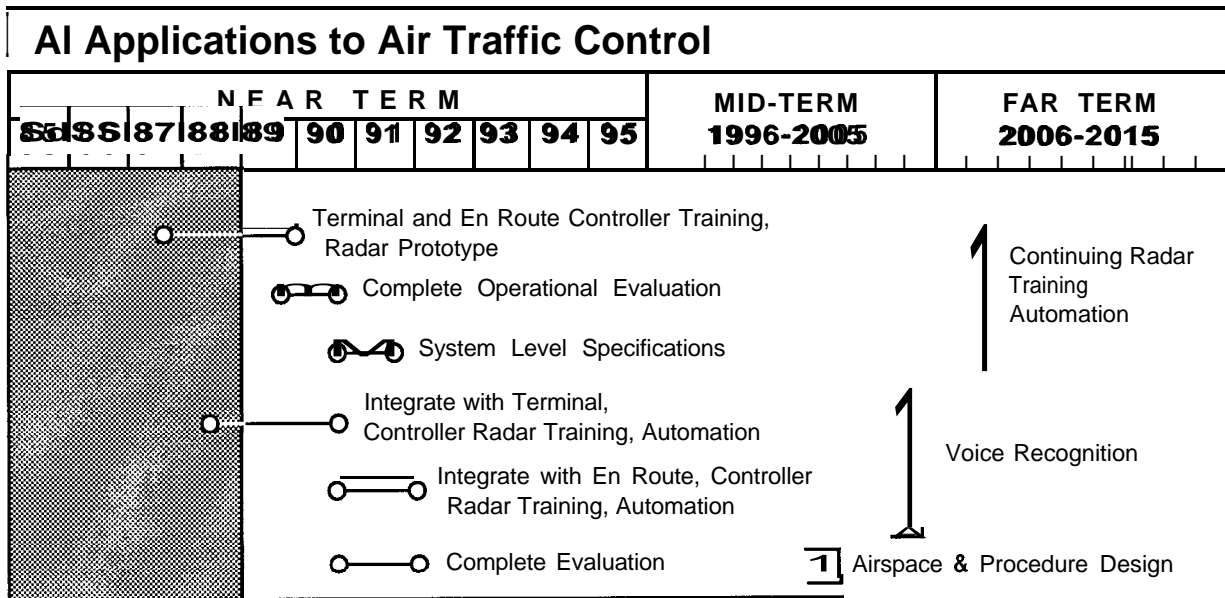 AI Applications to Air Traffic Control
NEAR TERM
MID-TERM
FAR TERM
87 88 89 90 91 92 93 94 95
1996-2005
2006-2015
Terminal and En Route Controller Training,
Radar Prototype
Complete Operational Evaluation
System Level Specifications
Integrate with Terminal,
Controller Radar Training, Automation
Integrate with En Route, Controller
Radar Training, Automation
Complete Evaluation
Continuing Radar
Training
Automation
Voice Recognition
1 Airspace & Procedure Design